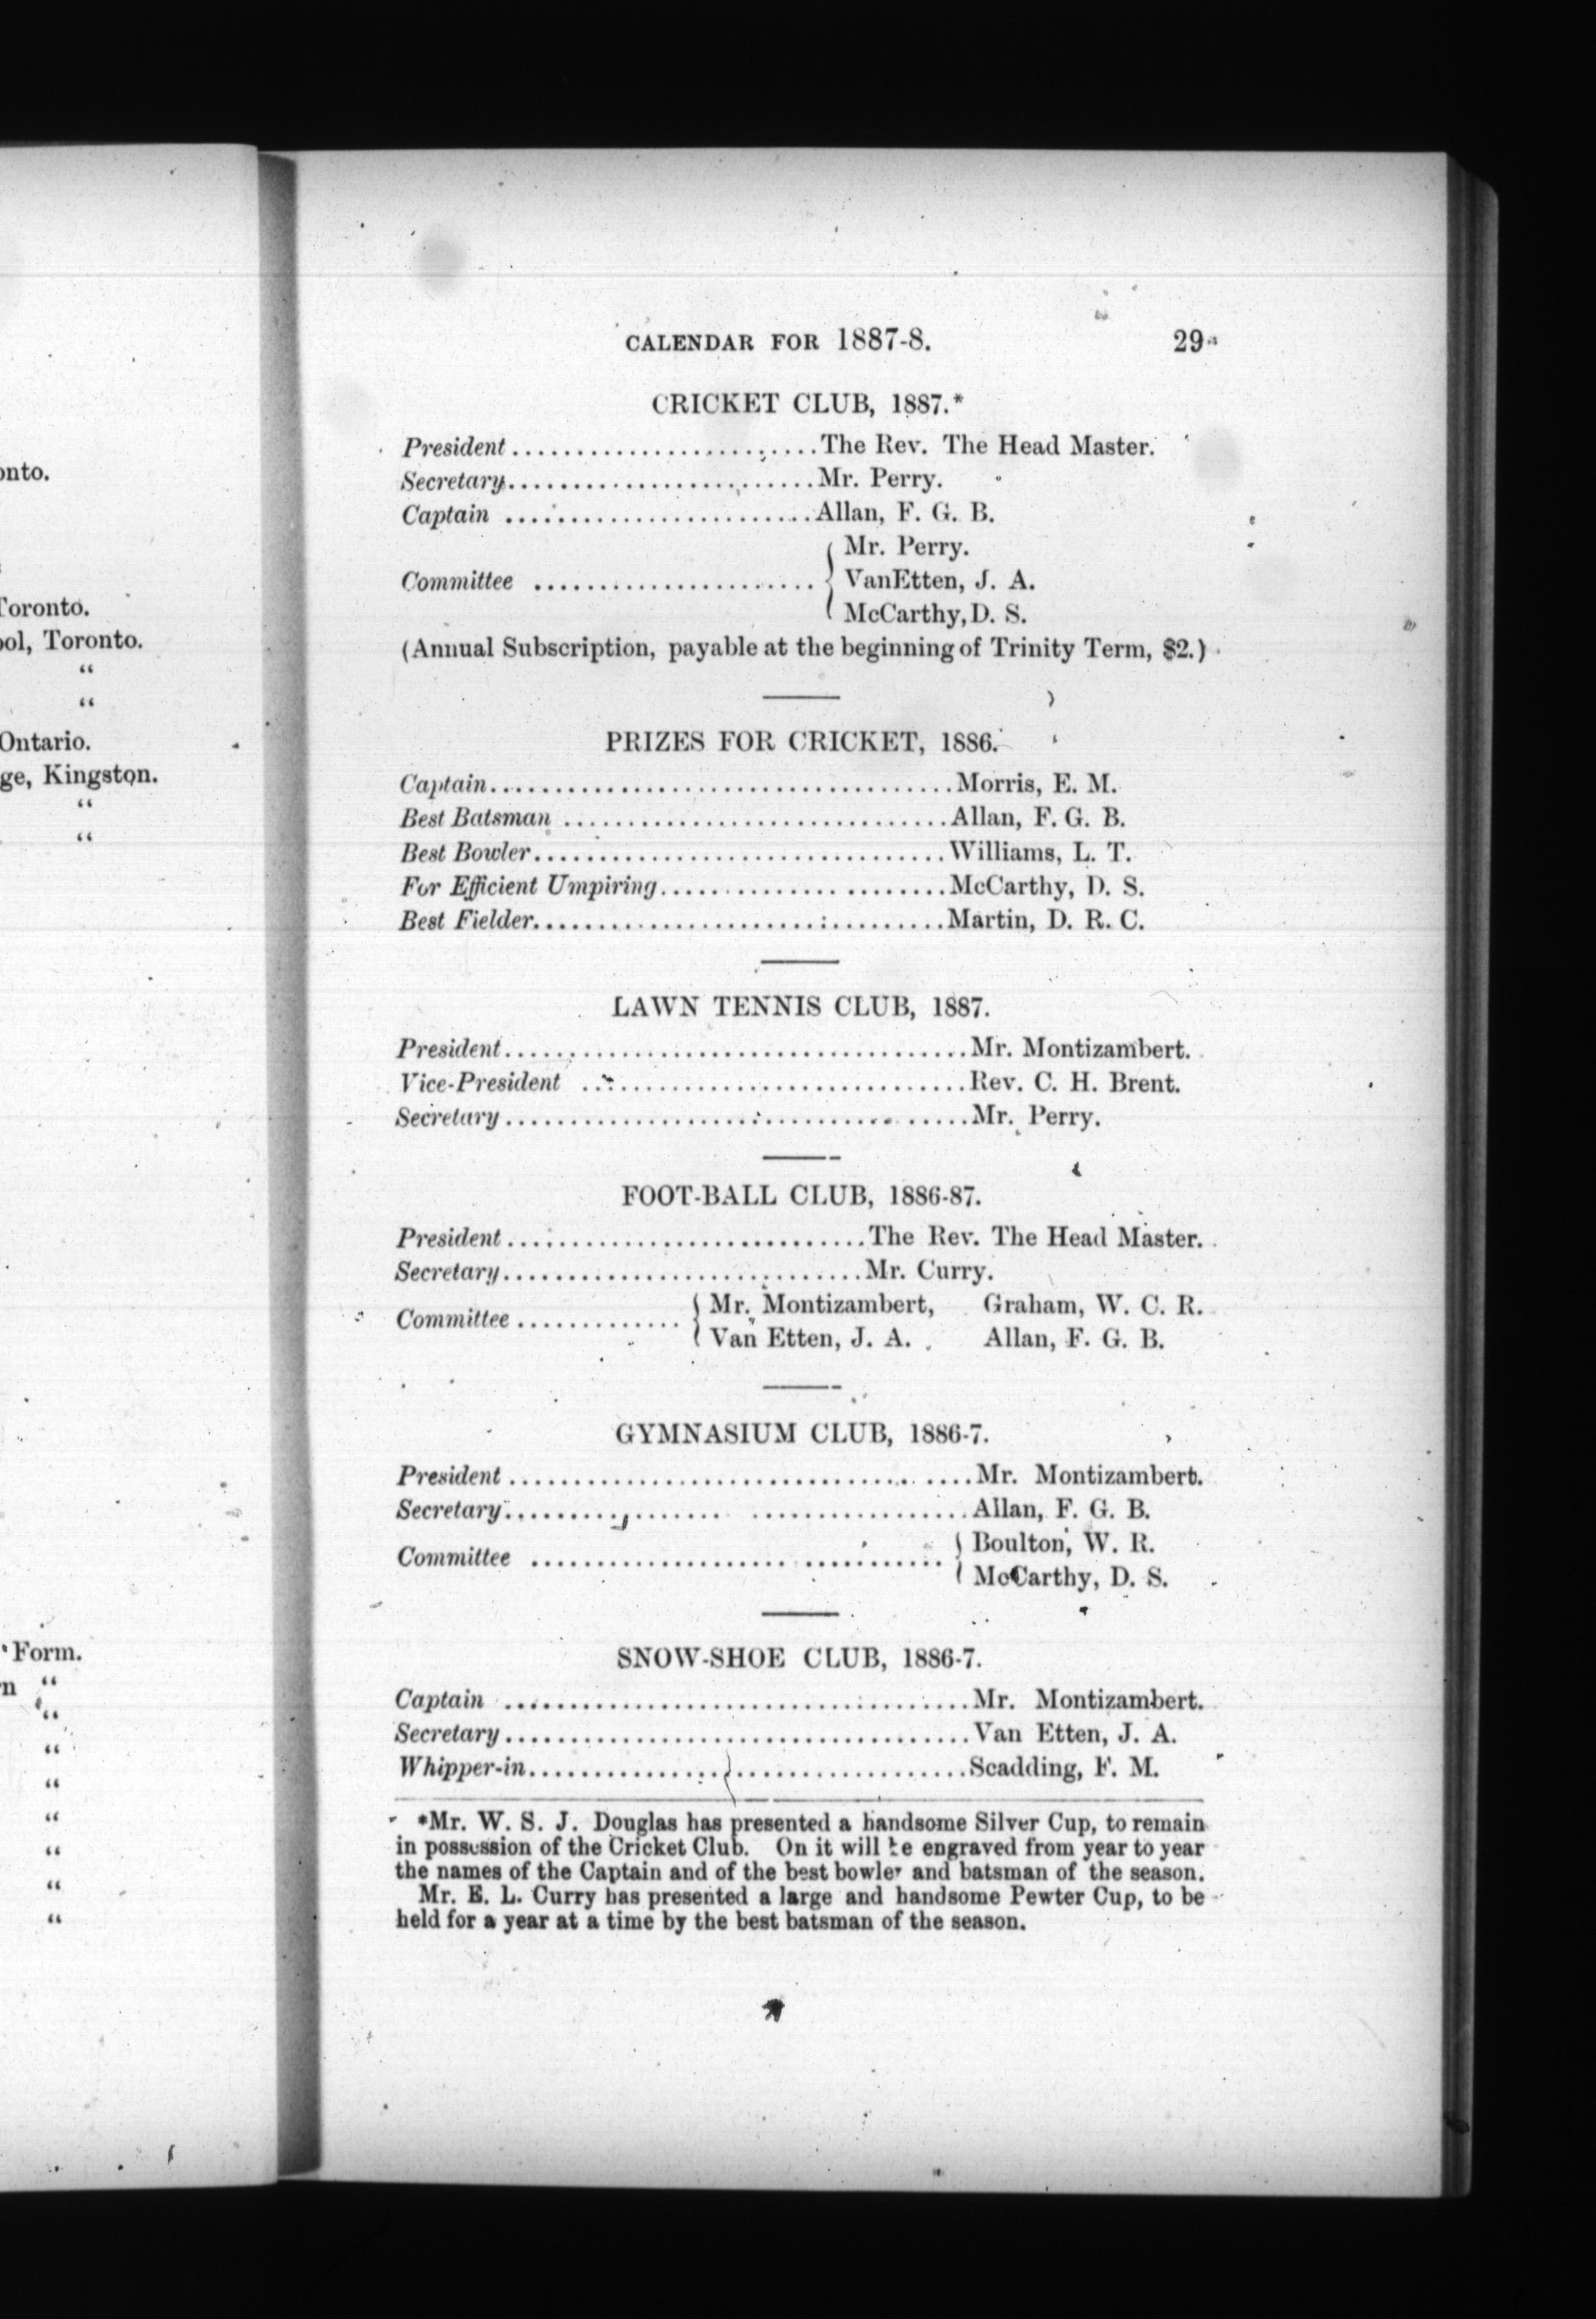 onto.
Toronto.
ool, Toronto.
“
“
Ontario.
ge, Kingston.
“
“
Form.
n “
“
“
“
“
“
“
“
CALENDAR FOR 1887-8. 29
CRICKET CLUB, 1887.*
President........................The Rev. The Head Master.
Secretary........................Mr. Perry.
Captain ........................Allan, F. G. B.
Mr. Perry.
Committee ...................... { VanEtten, J. A.
McCarthy, D. S.
(Annual Subscription, payable at the beginning of Trinity Term, $2.)
PRIZES FOR CRICKET, 1886.
Captain....................................Morris, E. M.
Best Batsman ..............................Allan, F. G. B.
Best Bowler................................Williams, L. T.
For Efficient Umpiring......................McCarthy, D. S.
Best Fielder................................Martin, D. R. C.
LAWN TENNIS CLUB, 1887.
President....................................Mr. Montizambert.
Vice-President ..............................Rev. C. H. Brent.
Secretary....................................Mr. Perry.
FOOT-BALL CLUB, 1886-87.
President............................The Rev. The Head Master.
Secretary............................Mr. Curry.
Committee ............. { Mr. Montizambert, Graham, W. C. R.
Van Etten, J. A. Allan, F. G. B.
GYMNASIUM CLUB, 1886-7.
President ....................................Mr. Montizambert.
Secretary....................................Allan, F. G. B.
Committee ................................ { Boulton, W. R.
McCarthy, D. S.
SNOW-SHOE CLUB, 1886-7.
Captain ....................................Mr. Montizambert.
Secretary....................................Van Etten, J. A.
Whipper-in..................................Scadding, F. M.
*Mr. W. S. J. Douglas has presented a handsome Silver Cup, to remain
in possession of the Cricket Club. On it will be engraved from year to year
the names of the Captain and of the best bowler and batsman of the season.
Mr. E. L. Curry has presented a large and handsome Pewter Cup, to be
held for a year at a time by the best batsman of the season.